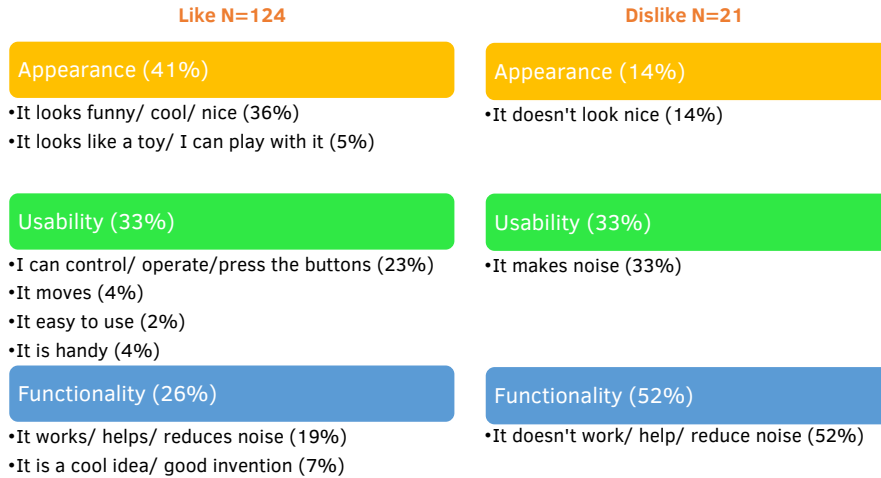 Like N=124
Appearance (41%)
•It looks funny/ cool/ nice (36%)
•It looks like a toy/ I can play with it (5%)
Usability (33%)
•I can control/ operate/press the buttons (23%)
•It moves (4%)
•It easy to use (2%)
•It is handy (4%)
Functionality (26%)
•It works/ helps/ reduces noise (19%)
•It is a cool idea/ good invention (7%)
Dislike N=21
Appearance (14%)
•It doesn't look nice (14%)
Usability (33%)
•It makes noise (33%)
Functionality (52%)
•It doesn't work/ help/ reduce noise (52%)